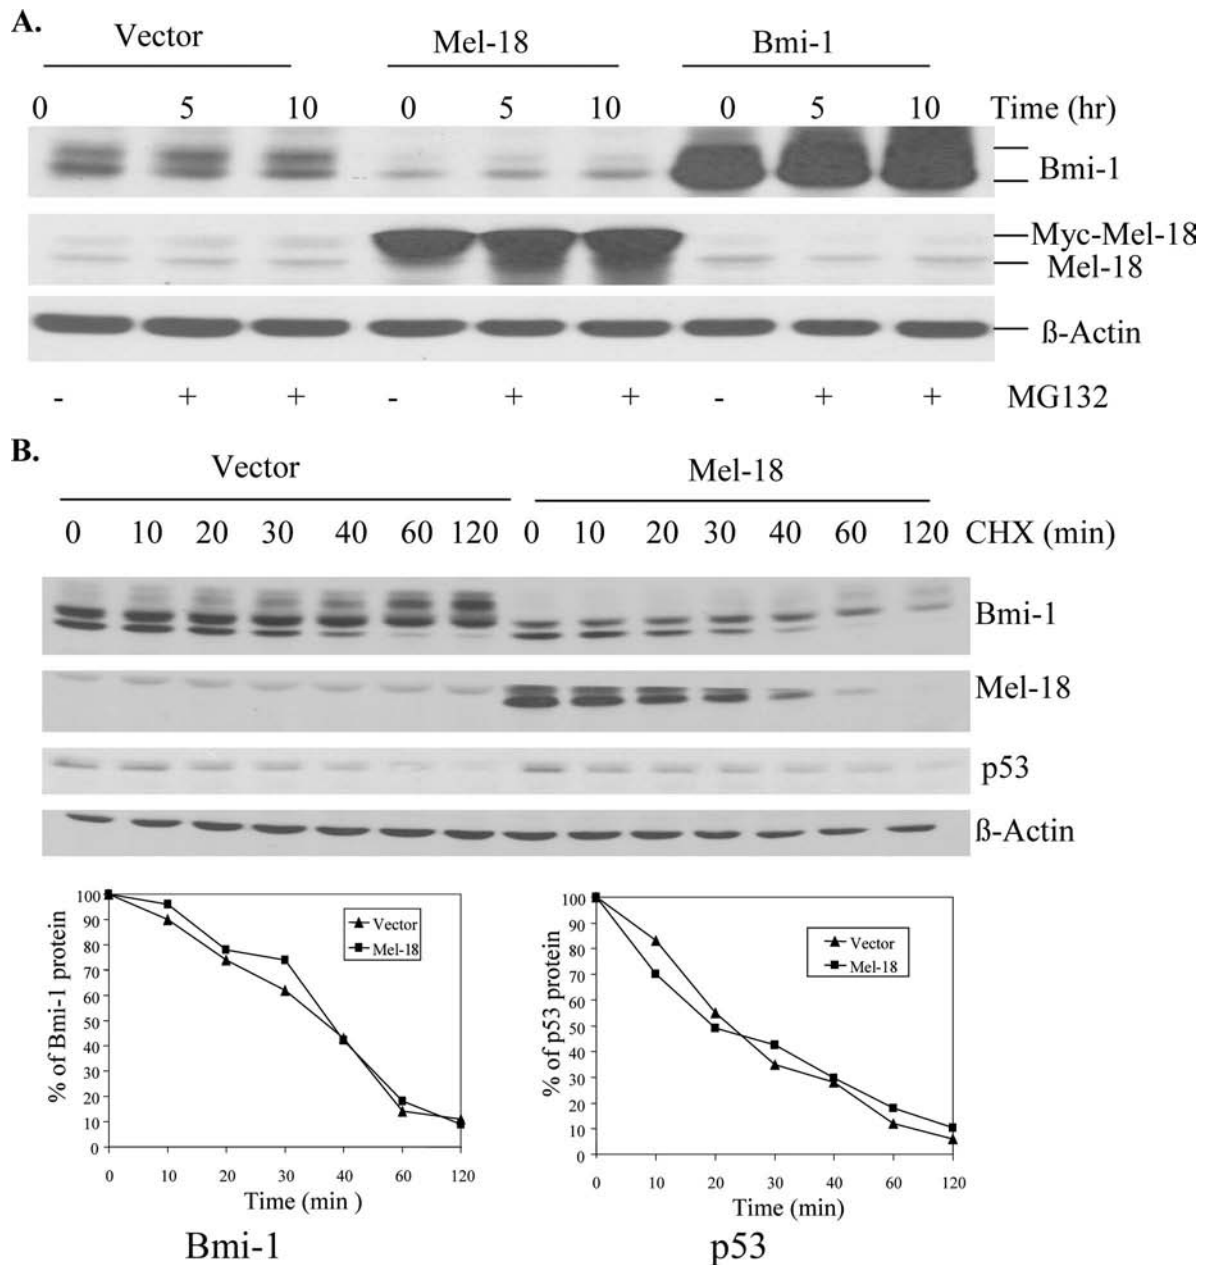 A.
Vector Mel-18 Bmi-1
0 5 10 0 5 10 0 5 10 Time (hr)
Bmi-1
Myc-Mel-18
Mel-18
ß-Actin
- + + - + + - + + MG132
B.
Vector Mel-18
0 10 20 30 40 60 120 0 10 20 30 40 60 120 CHX (min)
Bmi-1
Mel-18
p53
ß-Actin
% of Bmi-1 protein
100
90
80
70
60
50
40
30
20
10
0
Vector
Mel-18
0 10 20 30 40 60 120
Time (min )
Bmi-1
% of p53 protein
100
90
80
70
60
50
40
30
20
10
0
Vector
Mel-18
0 10 20 30 40 60 120
Time (min)
p53